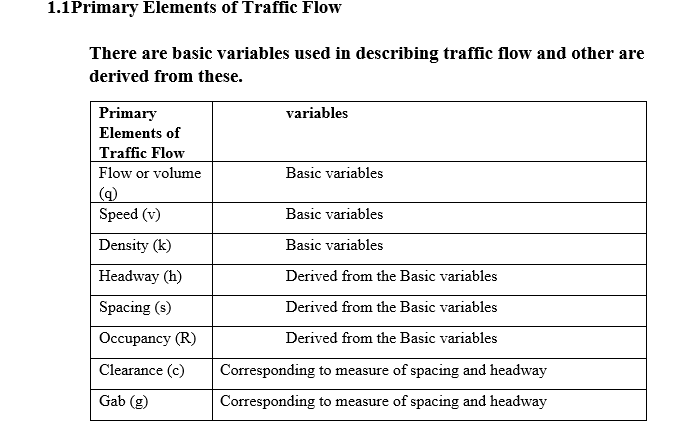 1.1Primary Elements of Traffic Flow
There are basic variables used in describing traffic flow and other are
derived from these.
Primary
Elements of
Traffic Flow
variables
Flow or volume
(q)
Basic variables
Speed (v)
Basic variables
Density (k)
Basic variables
Headway (h)
Derived from the Basic variables
Spacing (s)
Derived from the Basic variables
Occupancy (R)
Derived from the Basic variables
Clearance (c)
Corresponding to measure of spacing and headway
Gab (g)
Corresponding to measure of spacing and headway